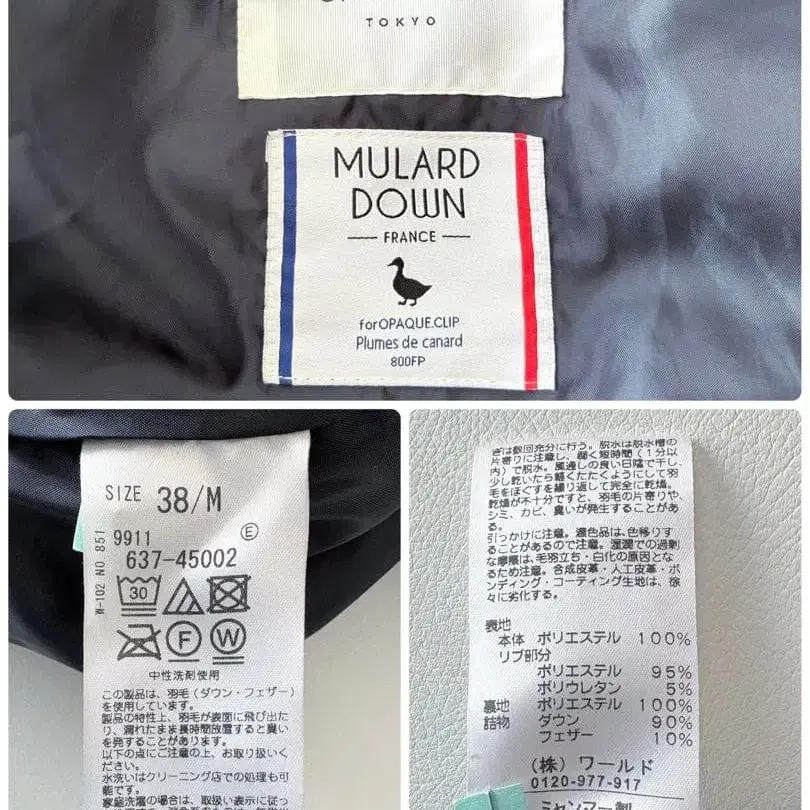 TOKYO
MULARD
DOWN
FRANCE
forOPAQUE.CLIP
Plumes de canard
800FP
SIZE 38/M
9911
637-45002
W-102 NO 851
E
30
F
W
中性洗剤使用
この製品は、羽毛(ダウン・フェザー)
を使用しています。
製品の特性上、羽毛が表面に飛び出た
り、濡れたまま長時間放置すると臭い
を発することがあります。
以下の点にご注意の上、お取り扱いく
ださい。
水洗いはクリーニング店での処理も可
能です。
家庭洗濯の場合は、取扱い表示に従っ
ぎは数回充分に行う。脱水は脱水槽の
片寄りに注意し、軽く短時間(1分以
内)で脱水。風通しの良い日陰で干し、
少し乾いたら軽くたたくようにして羽
毛をほぐすを繰り返して完全に乾燥。
乾燥が不十分ですと、羽毛の片寄りや、
シミ、カビ、臭いが発生することがあ
る。
引っかけに注意。濃色品は、色移りす
ることがあるので注意。湿潤での過剰
な摩擦は、毛羽立ち・白化の原因とな
るため注意。合成皮革・人工皮革・ボ
ンディング・コーティング生地は、徐
々に劣化する。
表地
本体 ポリエステル 100%
リブ部分
ポリエステル 95%
ポリウレタン 5%
裏地 ポリエステル 100%
詰物 ダウン 90%
フェザー 10%
(株)ワールド
0120-977-917
ミャンマー製